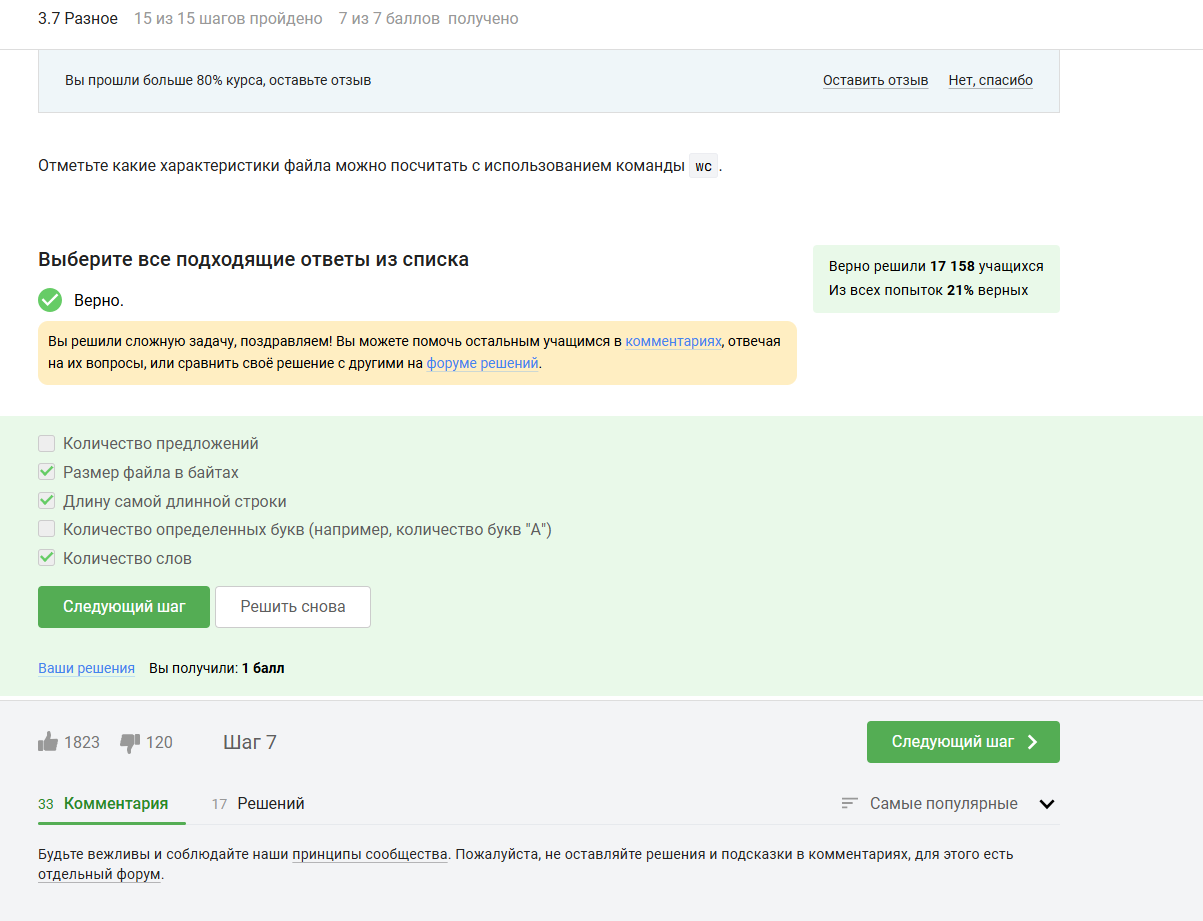 3.7 Разное 15 из 15 шагов пройдено 7 из 7 баллов получено
Вы прошли больше 80% курса, оставьте отзыв Оставить отзыв Нет, спасибо
Отметьте какие характеристики файла можно посчитать с использованием команды wc.
Выберите все подходящие ответы из списка
Верно.
Верно решили 17 158 учащихся
Из всех попыток 21% верных
Вы решили сложную задачу, поздравляем! Вы можете помочь остальным учащимся в комментариях, отвечая
на их вопросы, или сравнить своё решение с другими на форуме решений.
Количество предложений
Размер файла в байтах
Длину самой длинной строки
Количество определенных букв (например, количество букв "А")
Количество слов
Следующий шаг Решить снова
Ваши решения Вы получили: 1 балл
1823 120 Шаг 7 Следующий шаг
33 Комментария 17 Решений Самые популярные
Будьте вежливы и соблюдайте наши принципы сообщества. Пожалуйста, не оставляйте решения и подсказки в комментариях, для этого есть
отдельный форум.